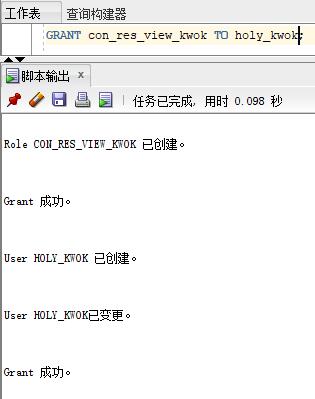 工作表 查询构建器
GRANT con_res_view_kwok TO holy_kwok;
脚本输出 x
任务已完成，用时 0.098 秒
Role CON_RES_VIEW_KWOK 已创建。
Grant 成功。
User HOLY_KWOK 已创建。
User HOLY_KWOK已变更。
Grant 成功。